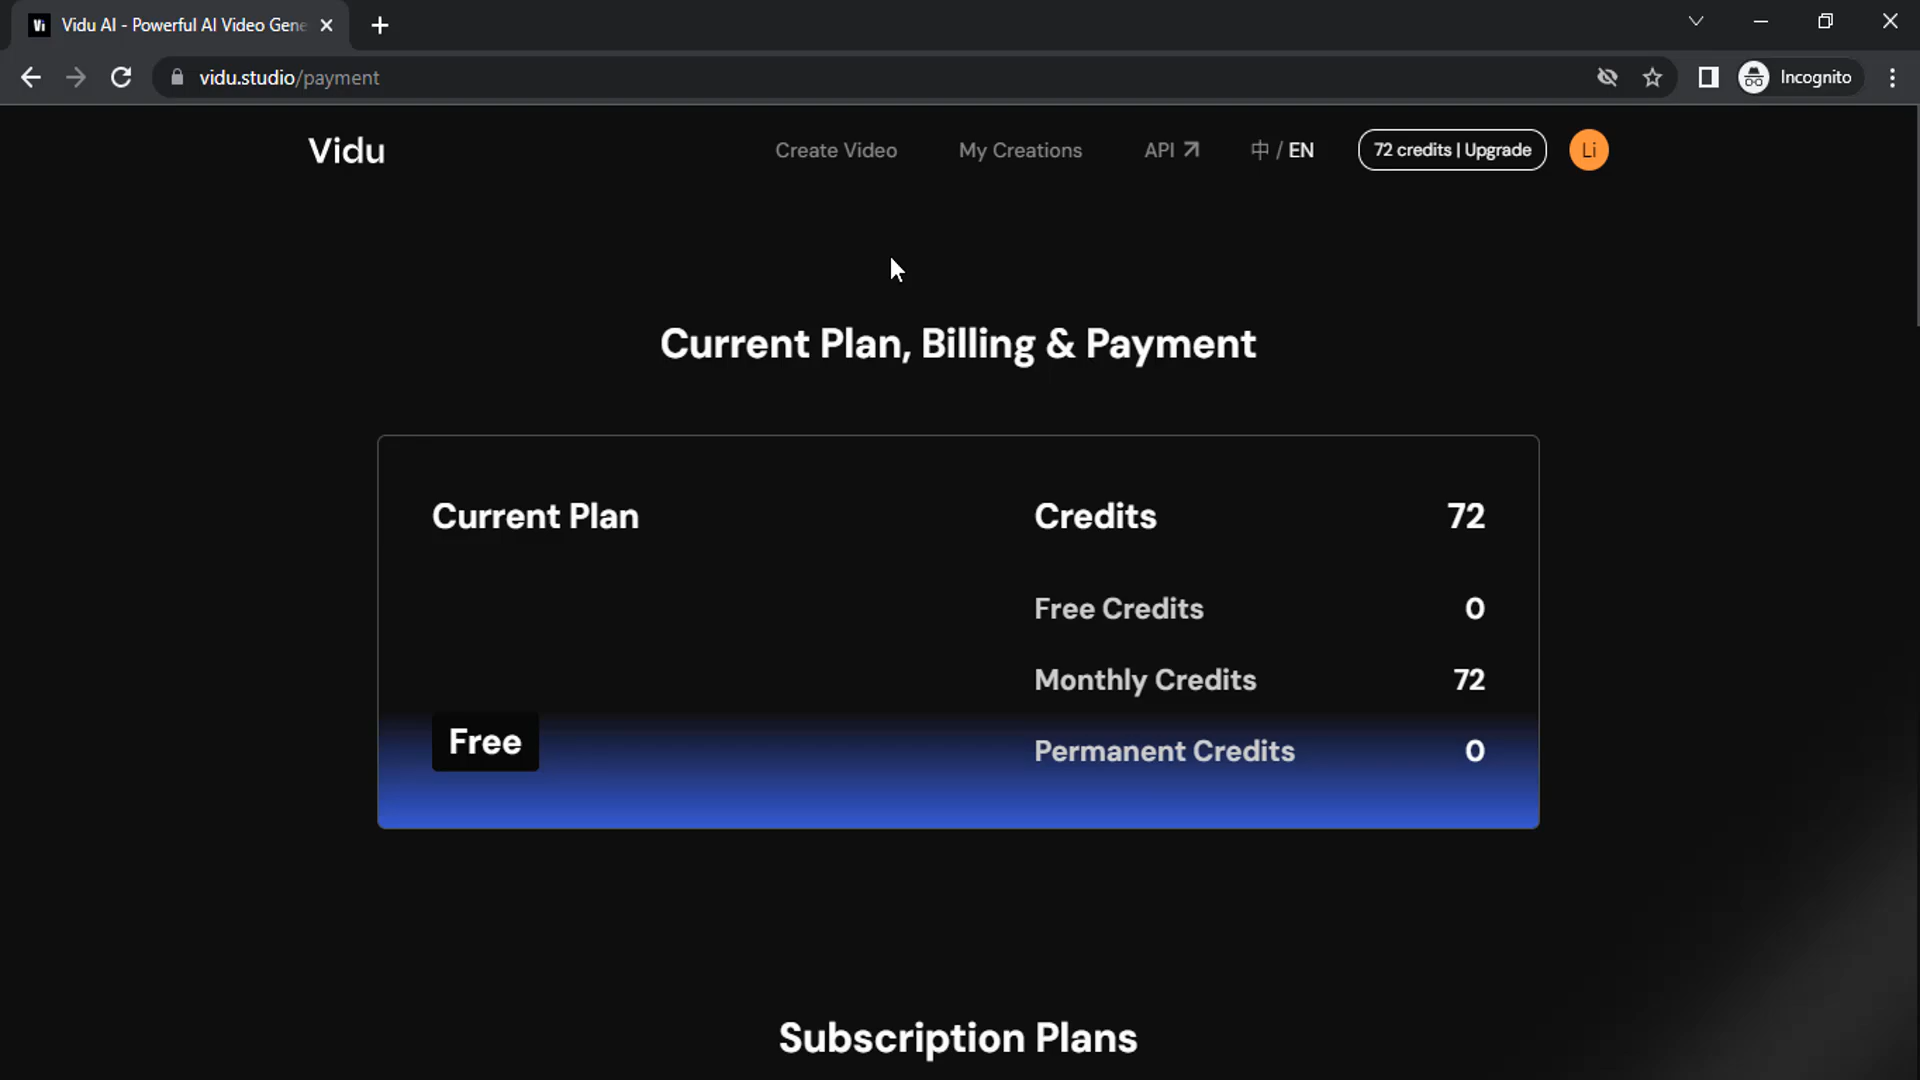 Vi Vidu AI - Powerful AI Video Gene
vidu.studio/payment
Incognito
Vidu
Create Video
My Creations
API
中 / EN
72 credits | Upgrade
Li
Current Plan, Billing & Payment
Current Plan
Credits 72
Free Credits 0
Monthly Credits 72
Free
Permanent Credits 0
Subscription Plans